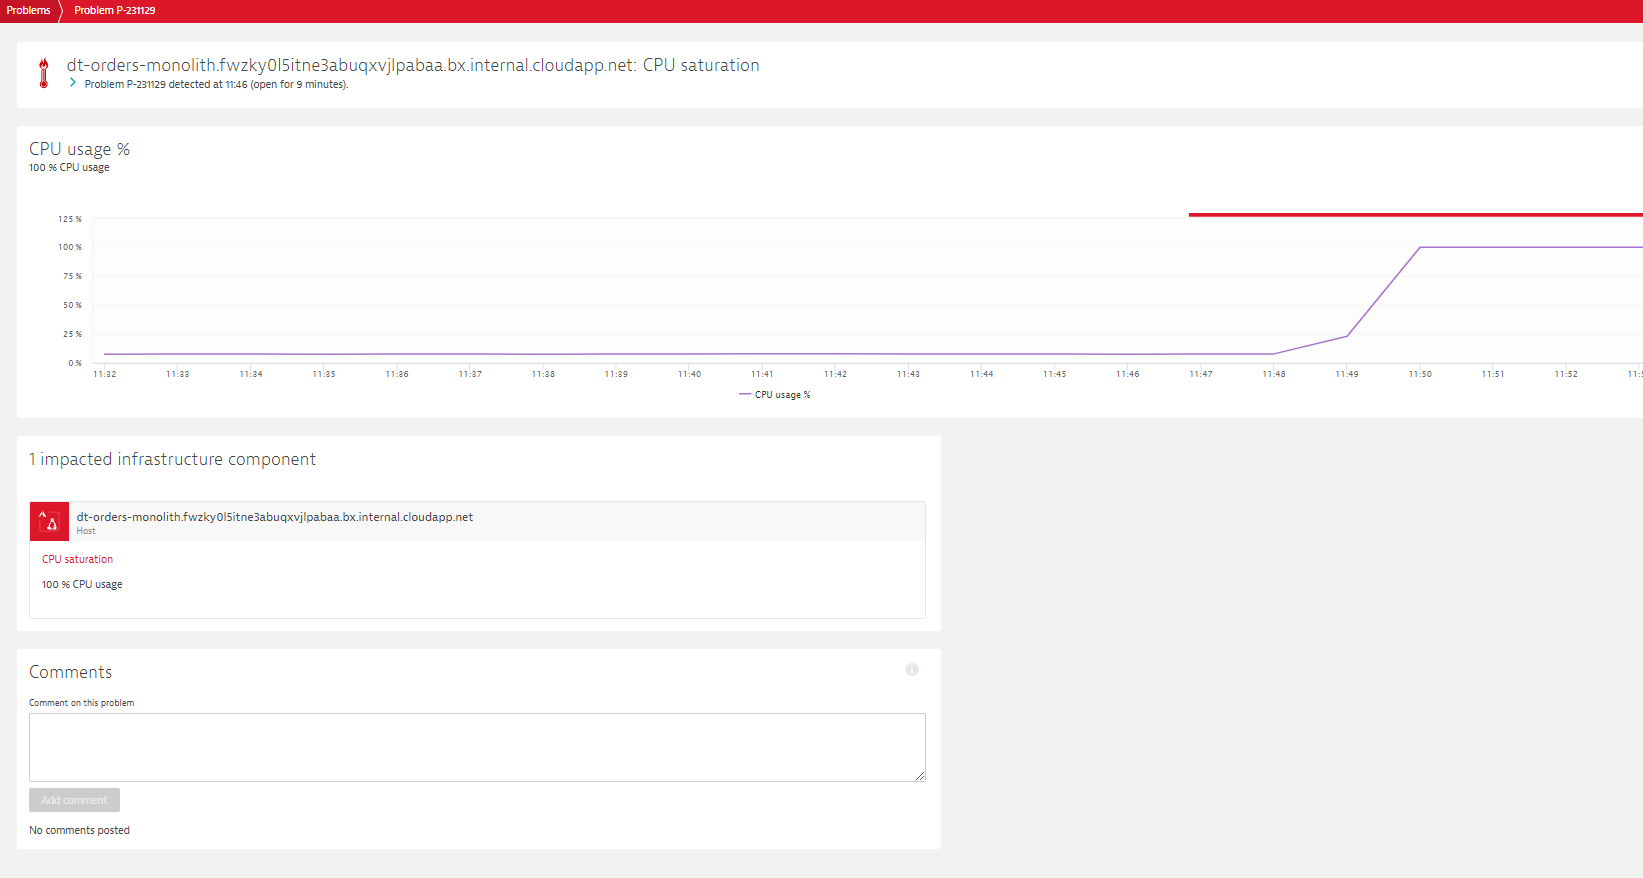 Problems Problem P-231129
dt-orders-monolith.fwzky0l5itne3abuqxvjlpabaa.bx.internal.cloudapp.net: CPU saturation
Problem P-231129 detected at 11:46 (open for 9 minutes).
CPU usage %
100 % CPU usage
125 %
100 %
75 %
50 %
25 %
0 %
11:32 11:33 11:34 11:35 11:36 11:37 11:38 11:39 11:40 11:41 11:42 11:43 11:44 11:45 11:46 11:47 11:48 11:49 11:50 11:51 11:52
CPU usage %
1 impacted infrastructure component
dt-orders-monolith.fwzky0l5itne3abuqxvjlpabaa.bx.internal.cloudapp.net
Host
CPU saturation
100 % CPU usage
Comments
Comment on this problem
Add comment
No comments posted